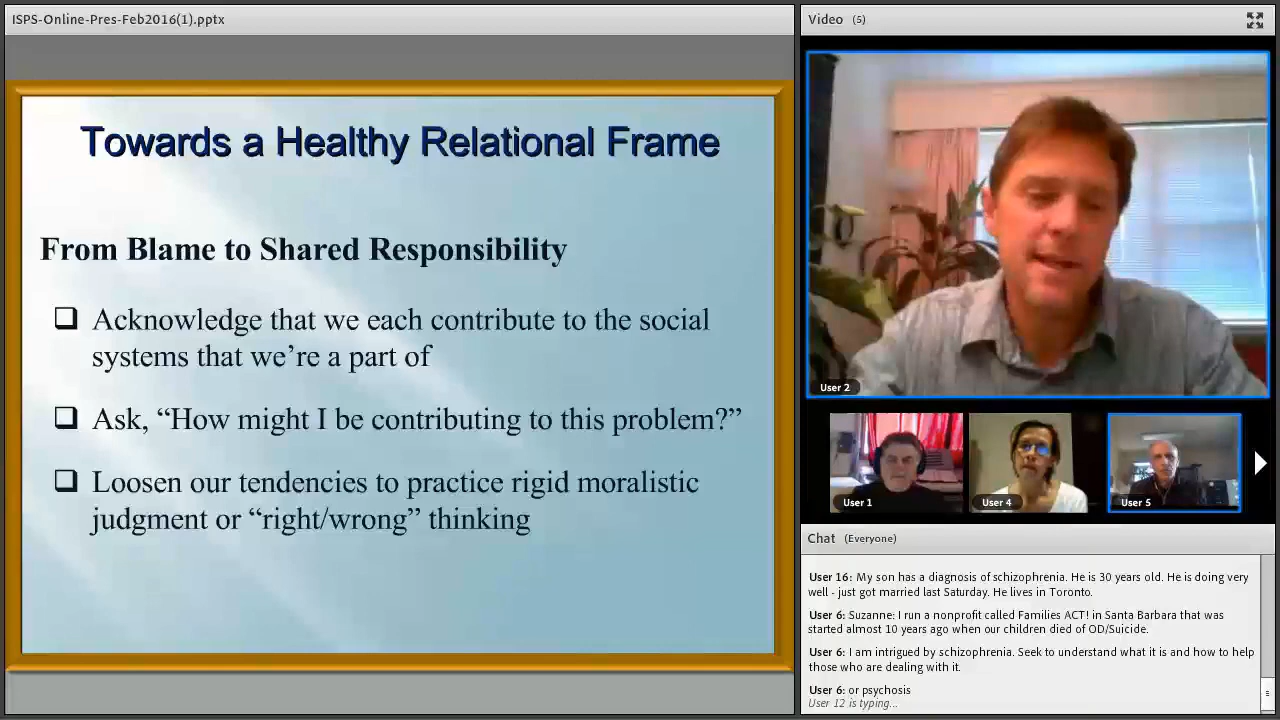 ISPS-Online-Pres-Feb2016(1).pptx
Towards a Healthy Relational Frame
From Blame to Shared Responsibility
Acknowledge that we each contribute to the social
systems that we’re a part of
Ask, “How might I be contributing to this problem?”
Loosen our tendencies to practice rigid moralistic
judgment or “right/wrong” thinking
Video (5)
User 2
User 1
User 4
User 5
Chat (Everyone)
User 16: My son has a diagnosis of schizophrenia. He is 30 years old. He is doing very
well - just got married last Saturday. He lives in Toronto.
User 6: Suzanne: I run a nonprofit called Families ACT! in Santa Barbara that was
started almost 10 years ago when our children died of OD/Suicide.
User 6: I am intrigued by schizophrenia. Seek to understand what it is and how to help
those who are dealing with it.
User 6: or psychosis
User 12 is typing...